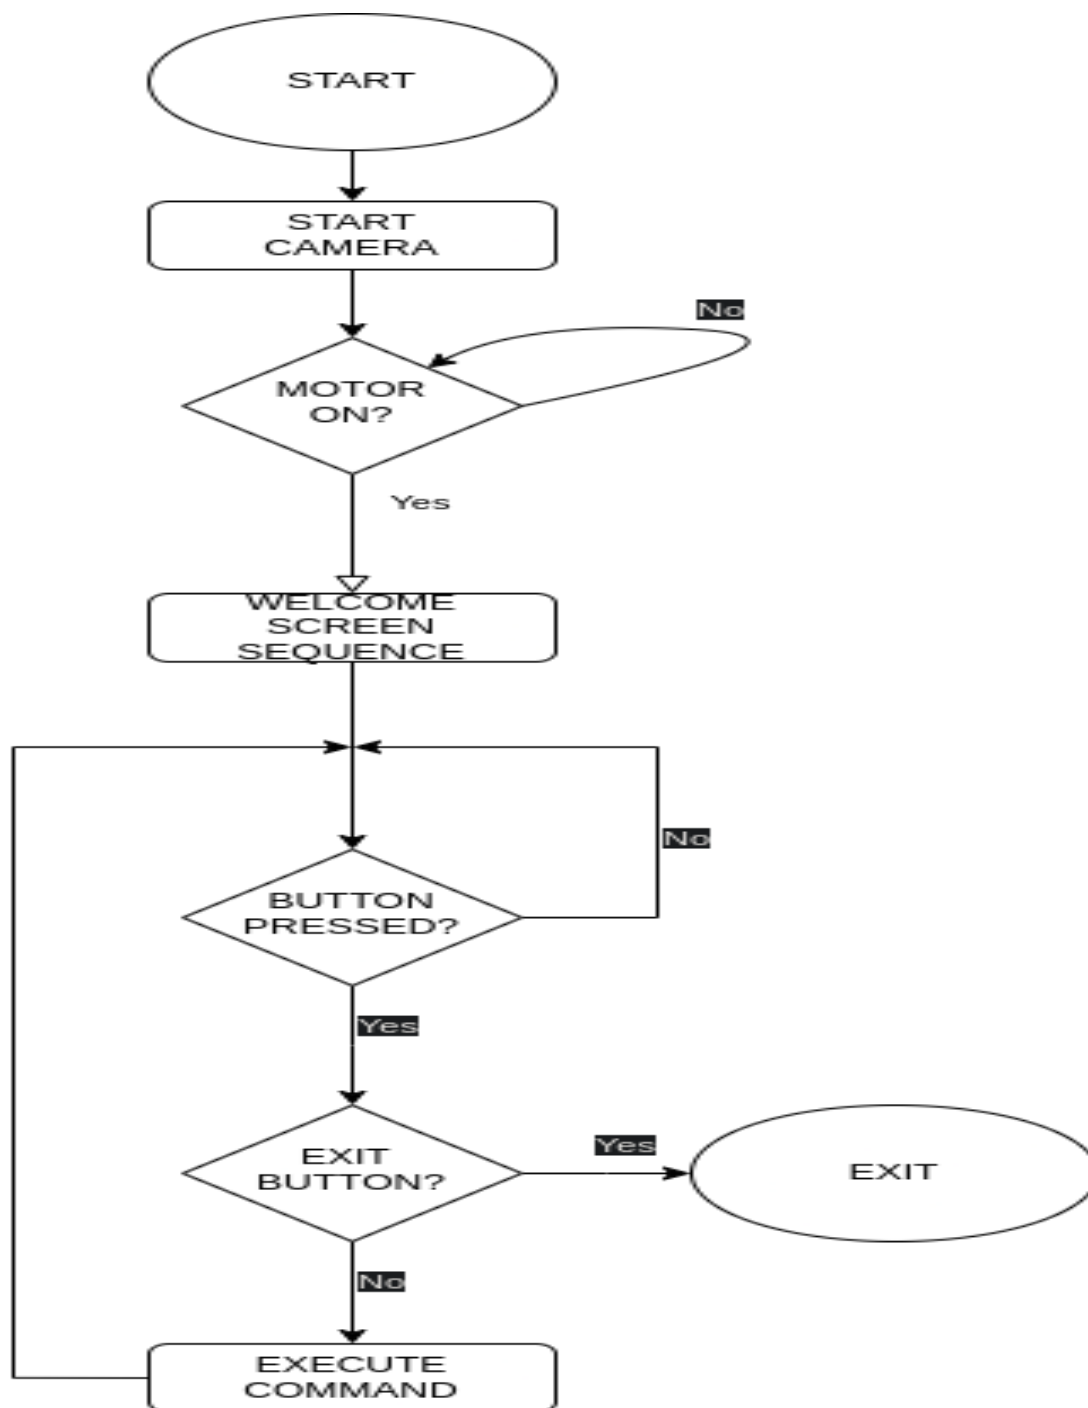 START
START
CAMERA
No
MOTOR
ON?
Yes
WELCOME
SCREEN
SEQUENCE
No
BUTTON
PRESSED?
Yes
EXIT
BUTTON?
Yes
EXIT
No
EXECUTE
COMMAND